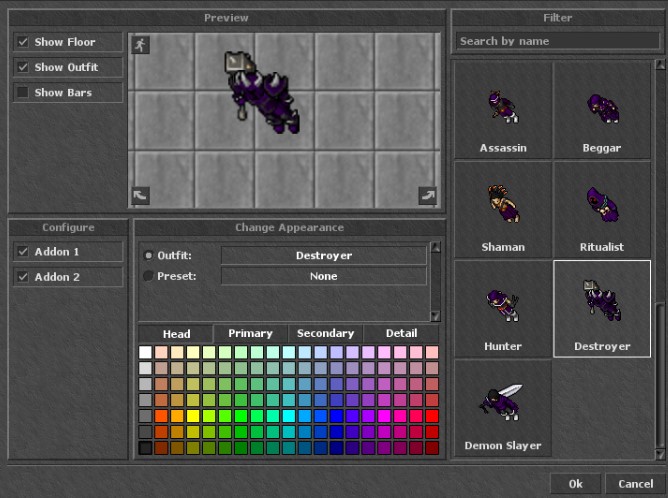 Preview
Show Floor
Show Outfit
Show Bars
Configure
Addon 1
Addon 2
Change Appearance
Outfit: Destroyer
Preset: None
Head Primary Secondary Detail
Filter
Search by name
Assassin Beggar
Shaman Ritualist
Hunter Destroyer
Demon Slayer
Ok Cancel